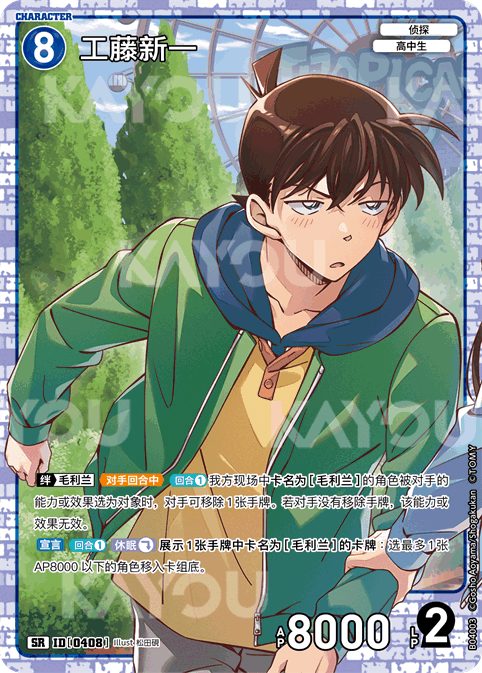 CHARACTER
8 工藤新一
侦探
高中生
TROPICA
KAYOU
KAYOU
KAYOU
KAYOU
KAYOU
绊 毛利兰 对手回合中 回合1 我方现场中卡名为[毛利兰]的角色被对手的
能力或效果选为对象时，对手可移除1张手牌。若对手没有移除手牌，该能力或
效果无效。
宣言 回合1 休眠 展示1张手牌中卡名为[毛利兰]的卡牌：选最多1张
AP8000以下的角色移入卡组底。
SR ID[0408] Illust:松田硯
AP 8000 LP 2
B04003 ©Gosho Aoyama/Shogakukan ©T.OMY